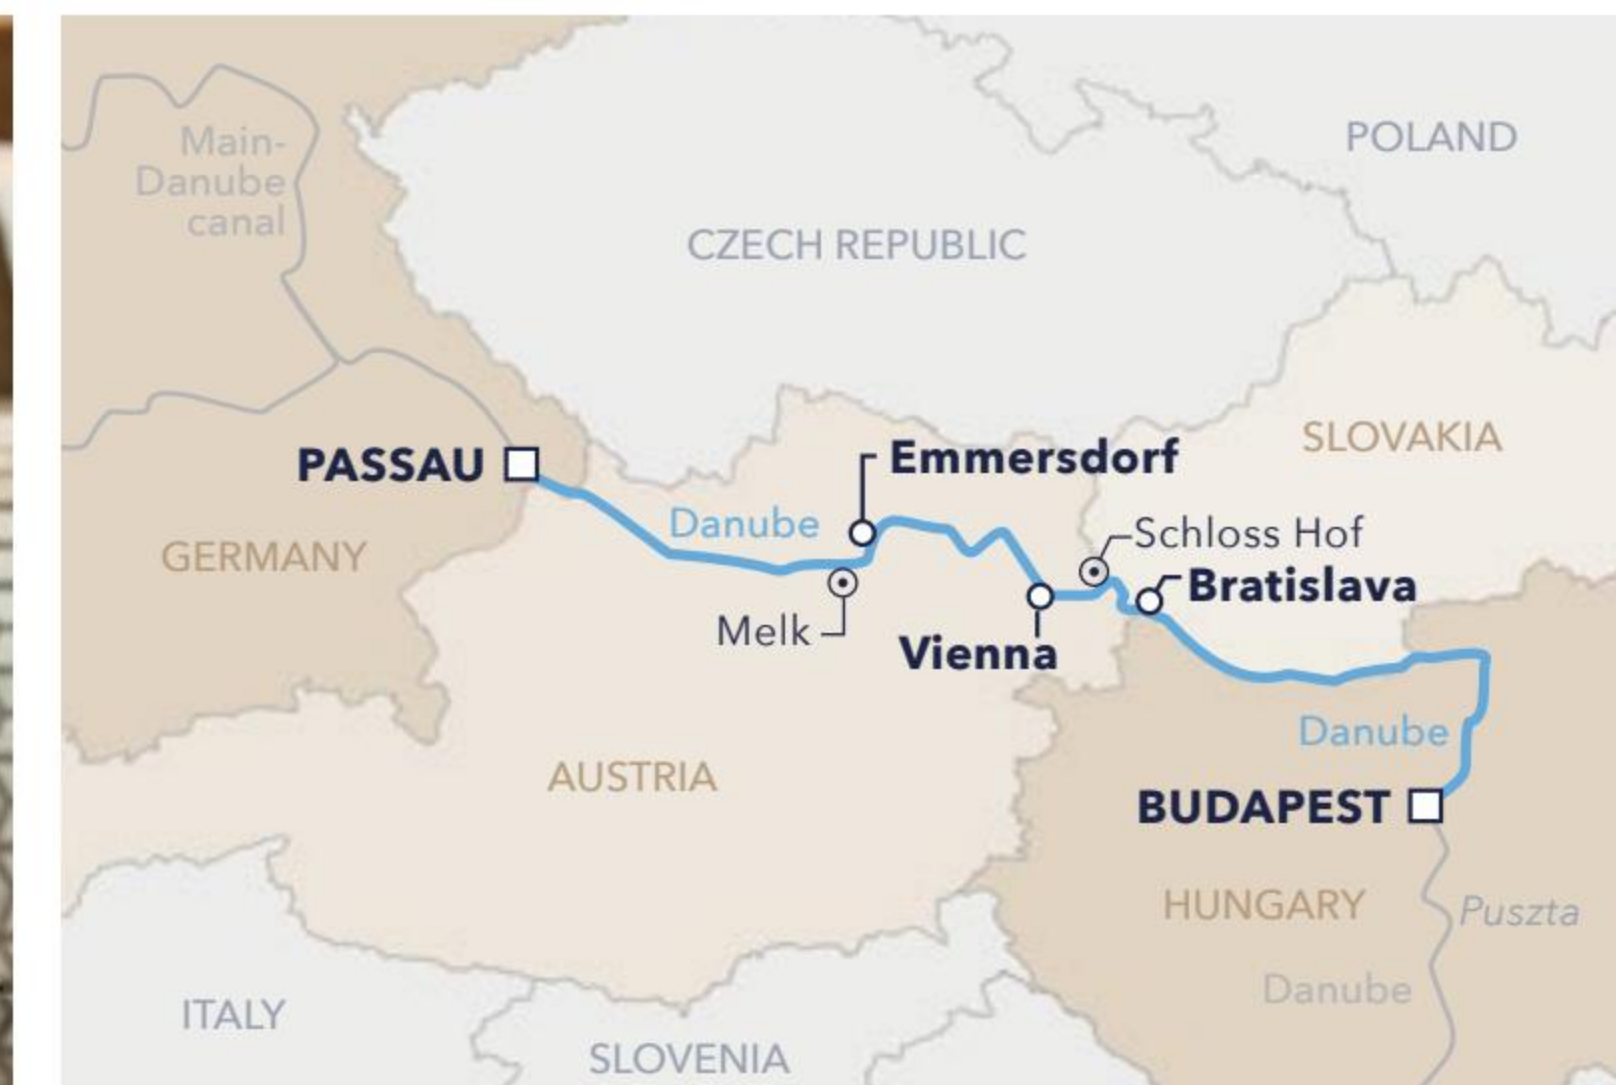 Main-
Danube
canal
POLAND
CZECH REPUBLIC
SLOVAKIA
PASSAU
Emmersdorf
Danube
Schloss Hof
GERMANY
Bratislava
Melk
Vienna
Danube
AUSTRIA
BUDAPEST
HUNGARY
Puszta
Danube
ITALY
SLOVENIA